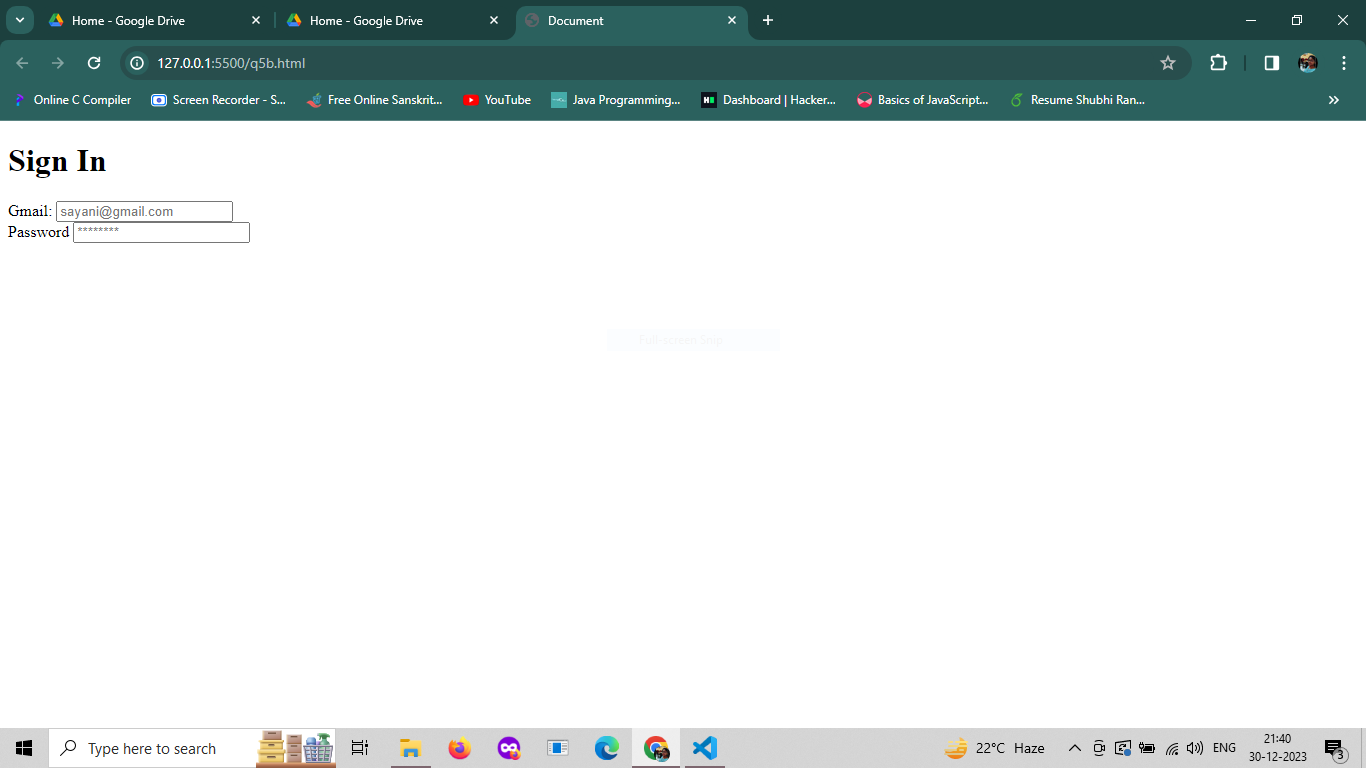 Home - Google Drive
Home - Google Drive
Document
127.0.0.1:5500/q5b.html
Online C Compiler
Screen Recorder - S...
Free Online Sanskrit...
YouTube
Java Programming...
Dashboard | Hacker...
Basics of JavaScript...
Resume Shubhi Ran...
Sign In
Gmail: sayani@gmail.com
Password ********
Full-screen Snip
Type here to search
22°C Haze
ENG
21:40
30-12-2023
3